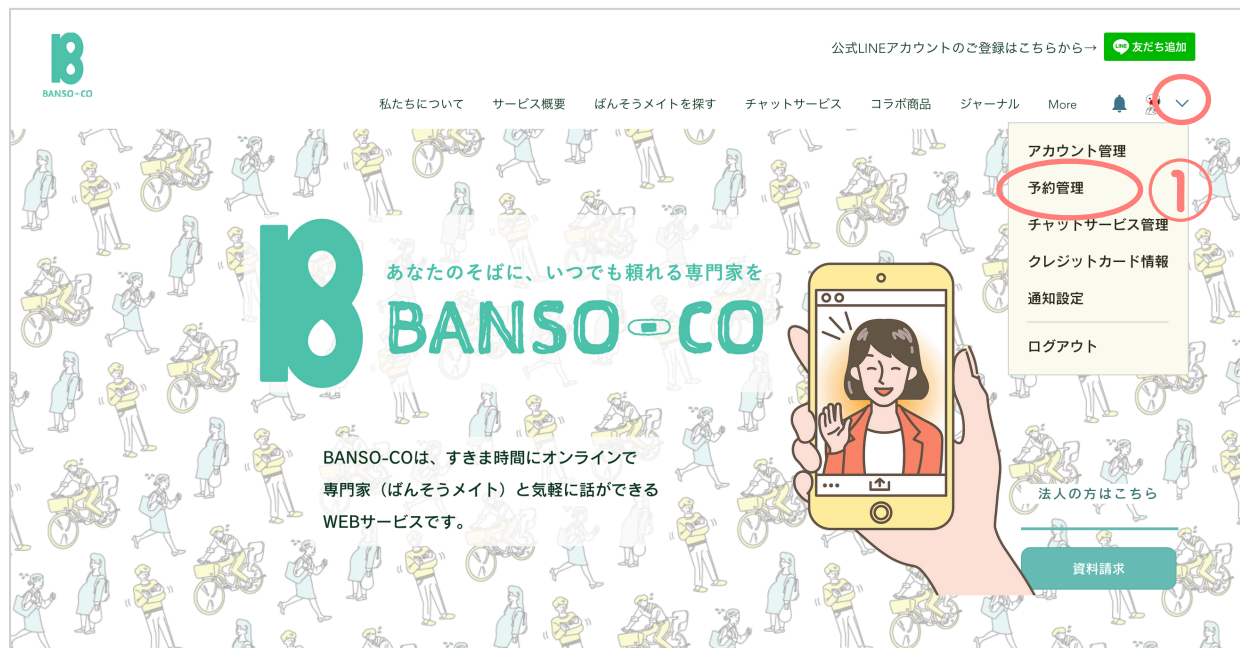 公式LINEアカウントのご登録はこちらから→
LINE 友だち追加
BANSO-CO
私たちについて サービス概要 ばんそうメイトを探す チャットサービス コラボ商品 ジャーナル More
アカウント管理
予約管理
1
チャットサービス管理
クレジットカード情報
通知設定
ログアウト
あなたのそばに、いつでも頼れる専門家を
BANSO-CO
BANSO-COは、すきま時間にオンラインで
専門家（ばんそうメイト）と気軽に話ができる
WEBサービスです。
法人の方はこちら
資料請求